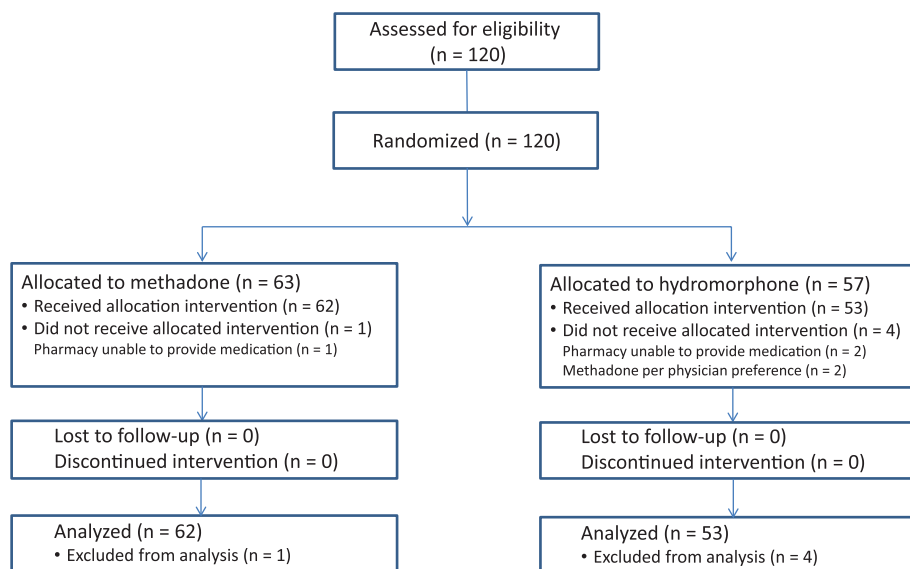 Assessed for eligibility
(n = 120)
Randomized (n = 120)
Allocated to methadone (n = 63)
• Received allocation intervention (n = 62)
• Did not receive allocated intervention (n = 1)
Pharmacy unable to provide medication (n = 1)
Allocated to hydromorphone (n = 57)
• Received allocation intervention (n = 53)
• Did not receive allocated intervention (n = 4)
Pharmacy unable to provide medication (n = 2)
Methadone per physician preference (n = 2)
Lost to follow-up (n = 0)
Discontinued intervention (n = 0)
Lost to follow-up (n = 0)
Discontinued intervention (n = 0)
Analyzed (n = 62)
• Excluded from analysis (n = 1)
Analyzed (n = 53)
• Excluded from analysis (n = 4)